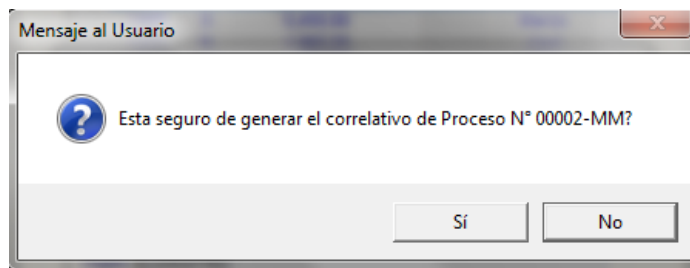 Mensaje al Usuario
Esta seguro de generar el correlativo de Proceso N° 00002-MM?
Sí
No